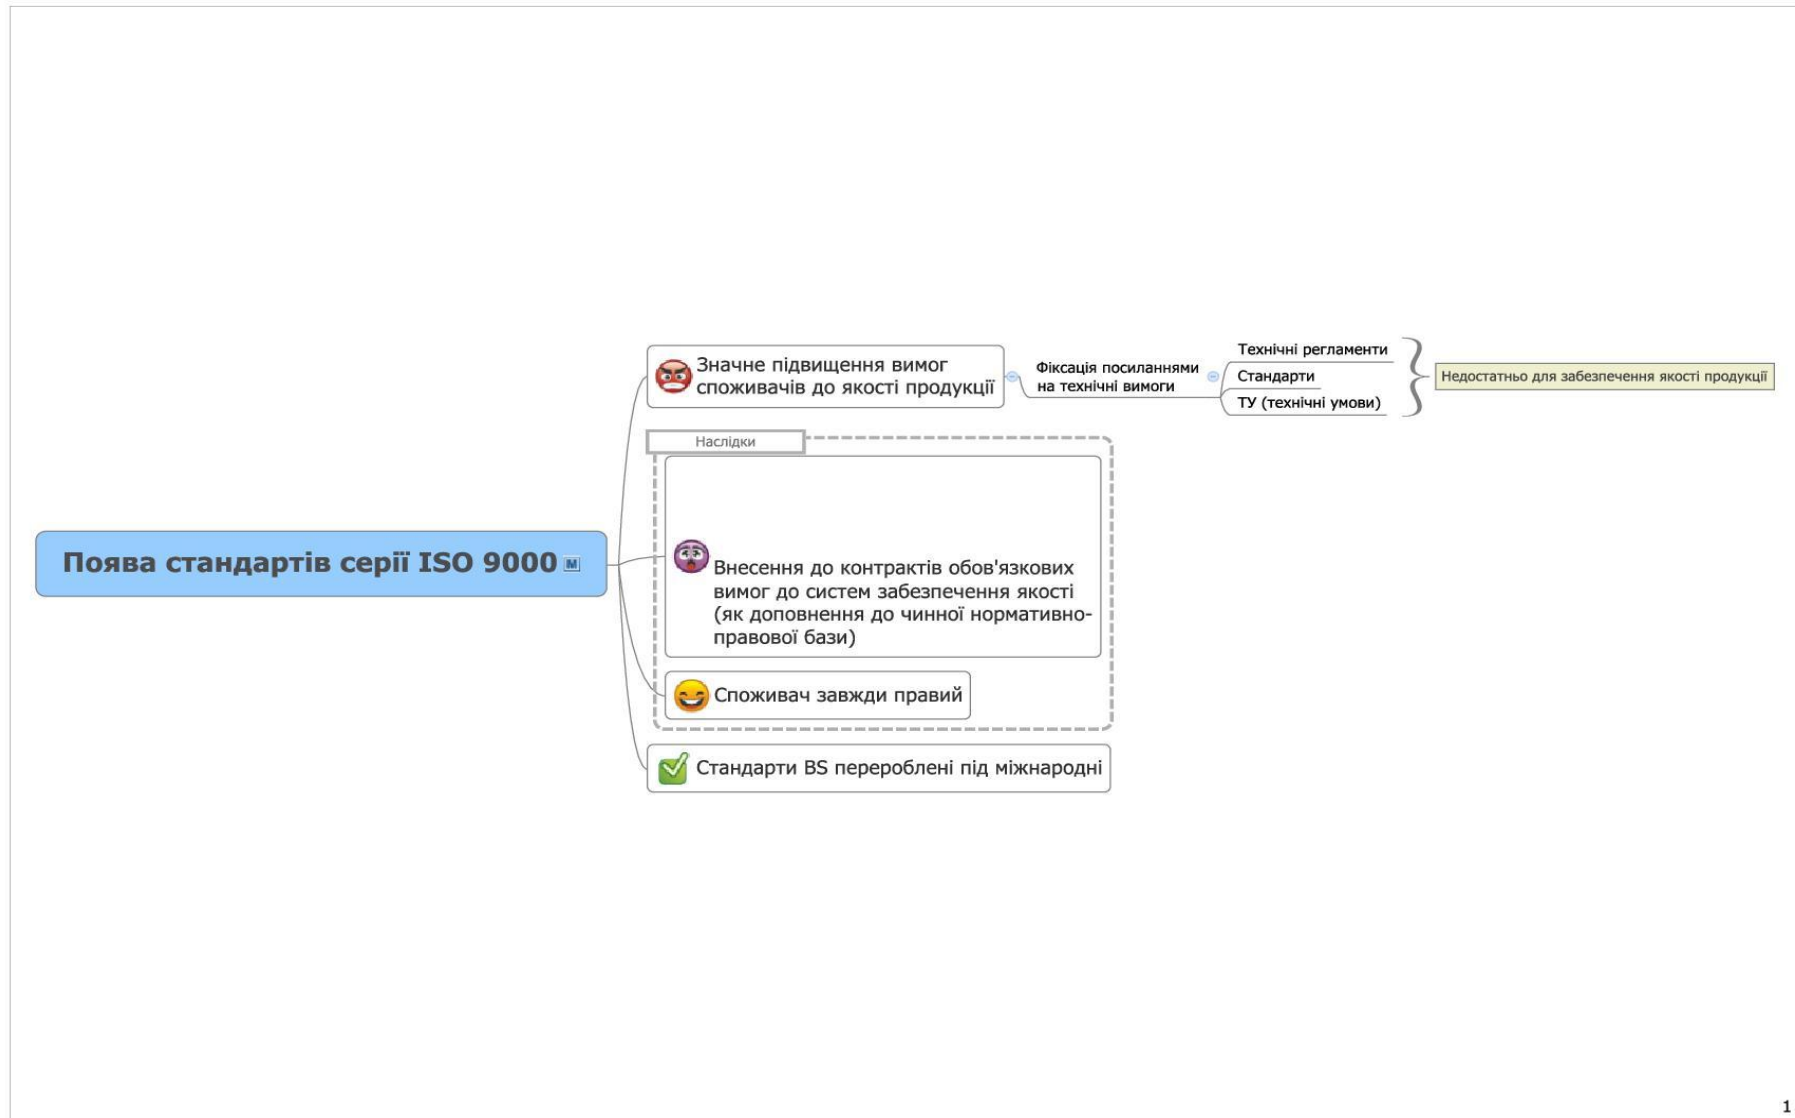 Поява стандартів серії ISO 9000
M
Значне підвищення вимог
споживачів до якості продукції
Фіксація посиланнями
на технічні вимоги
Технічні регламенти
Стандарти
ТУ (технічні умови)
Недостатньо для забезпечення якості продукції
Наслідки
Внесення до контрактів обов'язкових
вимог до систем забезпечення якості
(як доповнення до чинної нормативно-
правової бази)
Споживач завжди правий
Стандарти BS перероблені під міжнародні
1